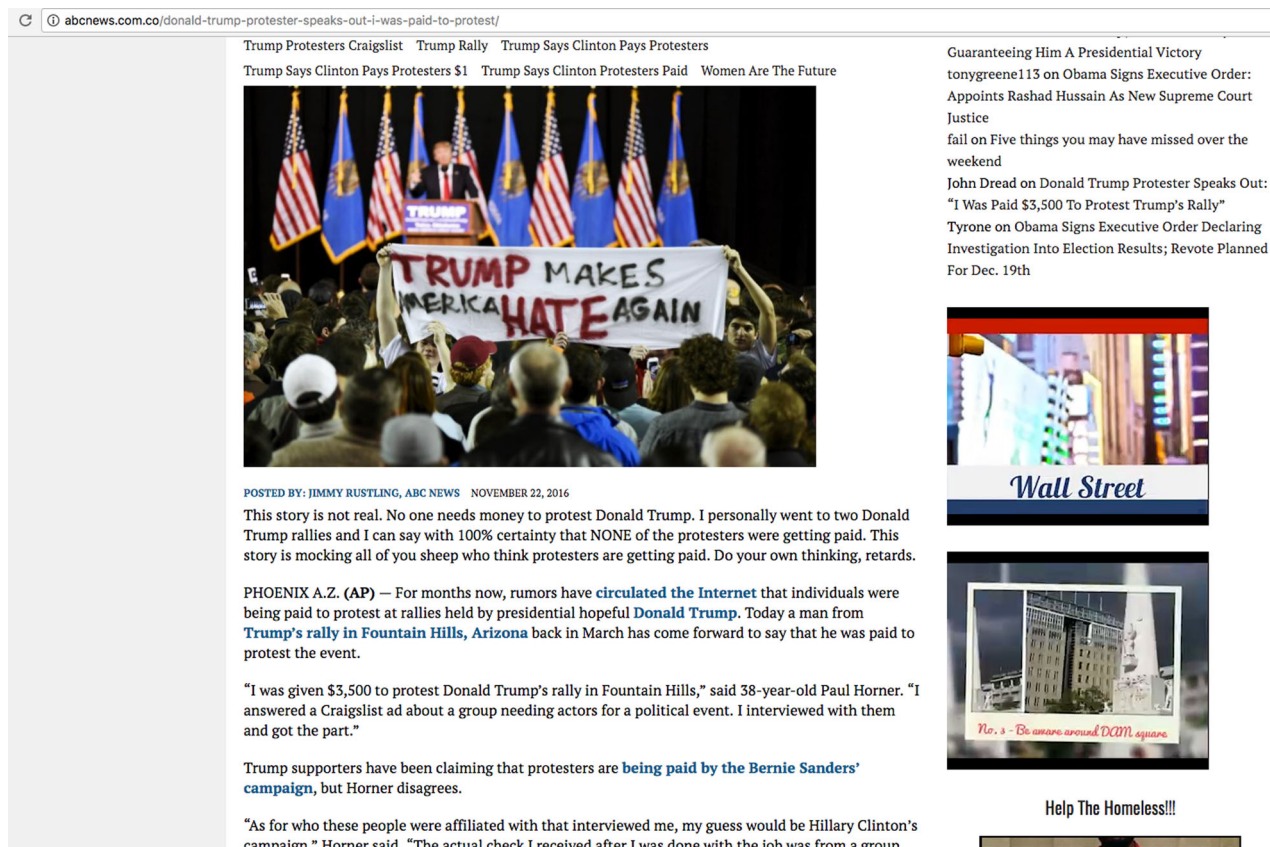 abcnews.com.co/donald-trump-protester-speaks-out-i-was-paid-to-protest/
Trump Protesters Craigslist Trump Rally Trump Says Clinton Pays Protesters
Trump Says Clinton Pays Protesters $1 Trump Says Clinton Protesters Paid Women Are The Future
TRUMP
TRUMP MAKES
AMERICA HATE AGAIN
POSTED BY: JIMMY RUSTLING, ABC NEWS NOVEMBER 22, 2016
This story is not real. No one needs money to protest Donald Trump. I personally went to two Donald
Trump rallies and I can say with 100% certainty that NONE of the protesters were getting paid. This
story is mocking all of you sheep who think protesters are getting paid. Do your own thinking, retards.
PHOENIX A.Z. (AP) — For months now, rumors have circulated the Internet that individuals were
being paid to protest at rallies held by presidential hopeful Donald Trump. Today a man from
Trump's rally in Fountain Hills, Arizona back in March has come forward to say that he was paid to
protest the event.
“I was given $3,500 to protest Donald Trump's rally in Fountain Hills,” said 38-year-old Paul Horner. “I
answered a Craigslist ad about a group needing actors for a political event. I interviewed with them
and got the part.”
Trump supporters have been claiming that protesters are being paid by the Bernie Sanders'
campaign, but Horner disagrees.
“As for who these people were affiliated with that interviewed me, my guess would be Hillary Clinton's
campaign,” Horner said. “The actual check I received after I was done with the job was from a group
Guaranteeing Him A Presidential Victory
tonygreene113 on Obama Signs Executive Order:
Appoints Rashad Hussain As New Supreme Court
Justice
fail on Five things you may have missed over the
weekend
John Dread on Donald Trump Protester Speaks Out:
“I Was Paid $3,500 To Protest Trump's Rally”
Tyrone on Obama Signs Executive Order Declaring
Investigation Into Election Results; Revote Planned
For Dec. 19th
Wall Street
No, s - Be aware around DAM square
Help The Homeless!!!